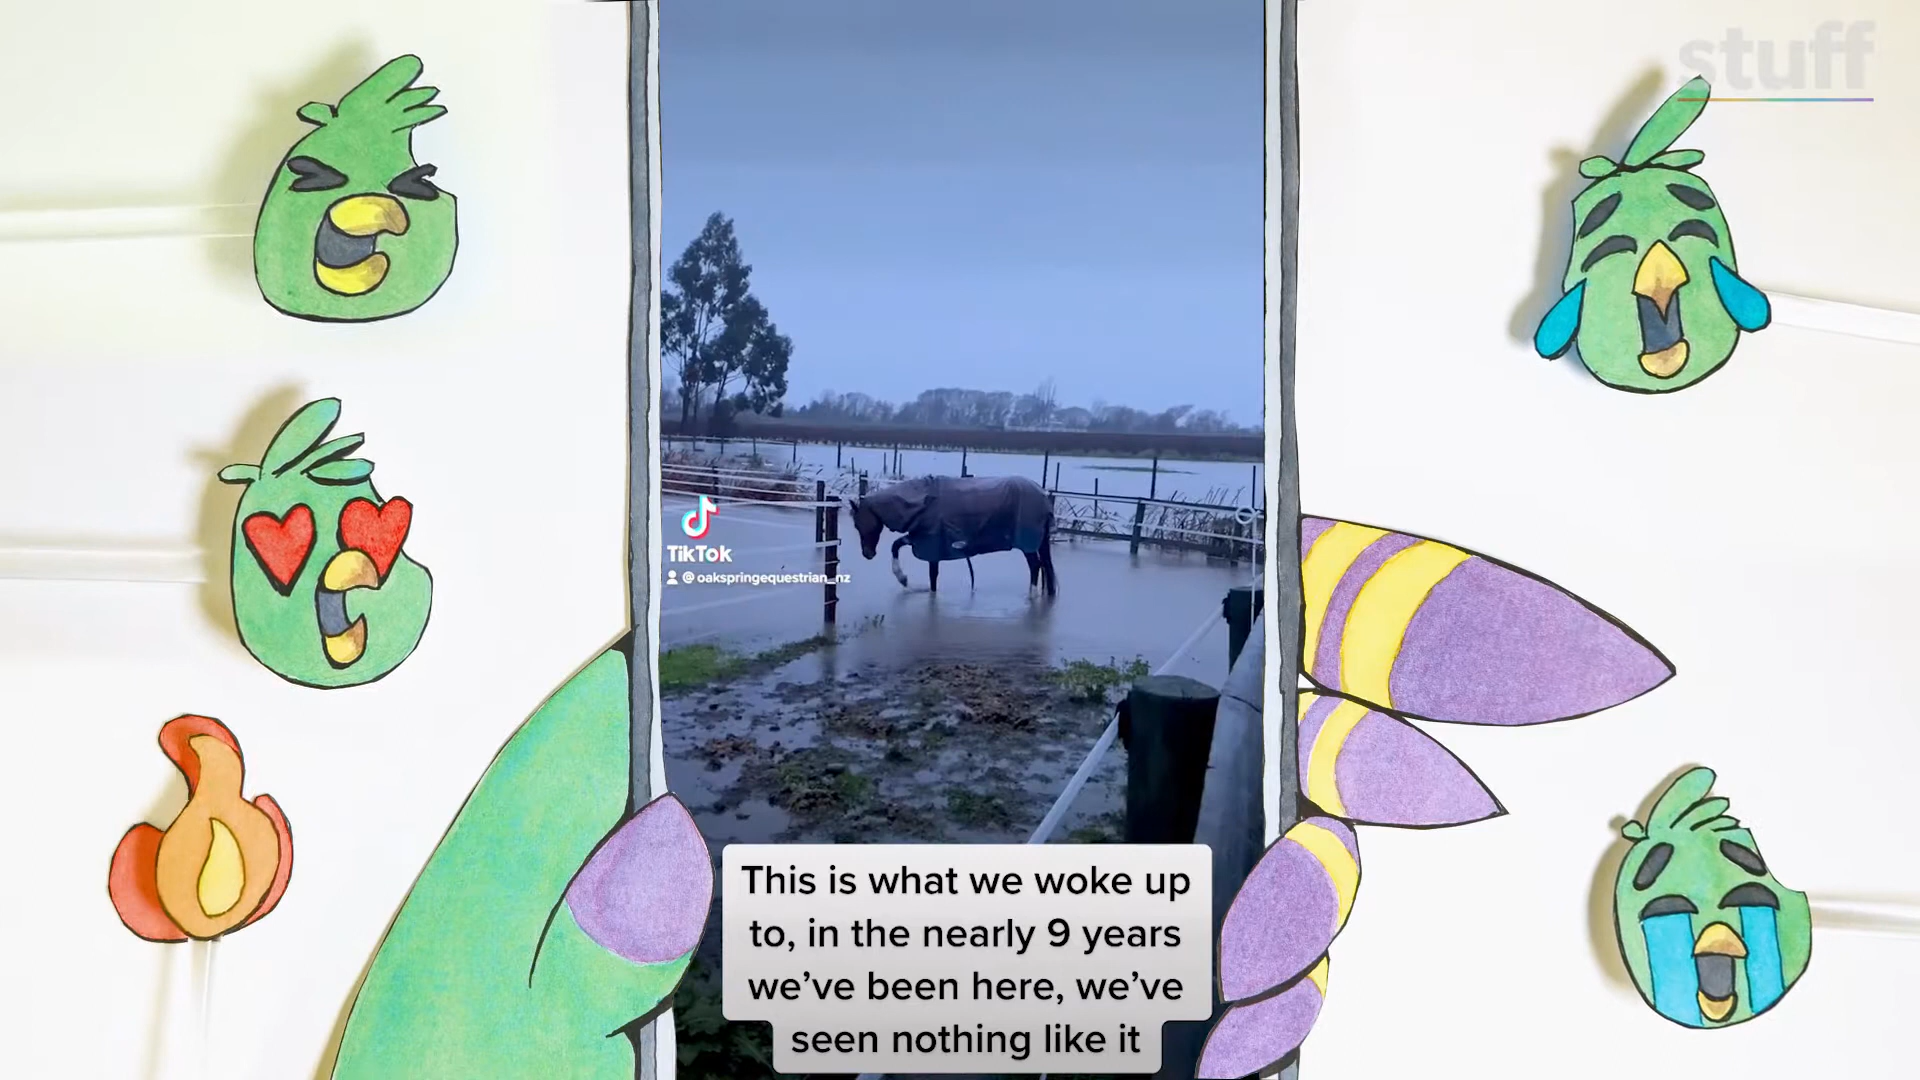 stuff
TikTok
@oakspringequestrian_nz
This is what we woke up
to, in the nearly 9 years
we've been here, we've
seen nothing like it